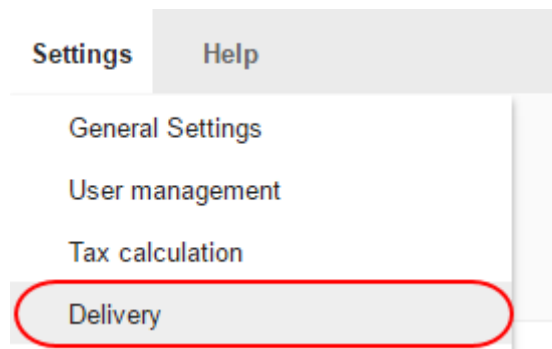 Settings Help
General Settings
User management
Tax calculation
Delivery